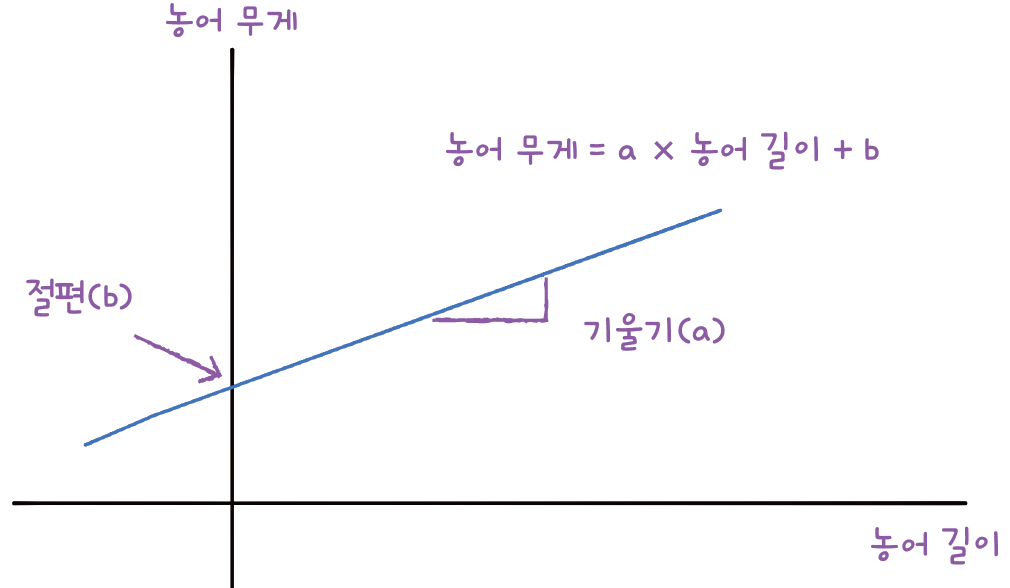 농어 무게
농어 무게 = a × 농어 길이 + b
절편(b)
기울기(a)
농어 길이